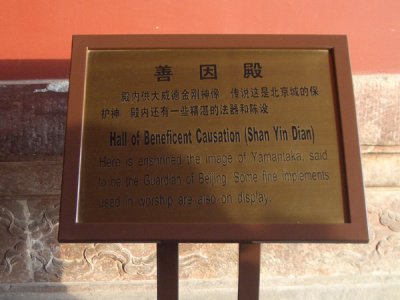 善因殿
殿内供大威德金刚神像 传说这是北京城的保
护神 殿内还有一些精湛的法器和陈设
Hall of Beneficent Causation (Shan Yin Dian)
Here is enshrined the image of Yamantaka, said
to be the Guardian of Beijing. Some fine implements
used in worship are also on display.